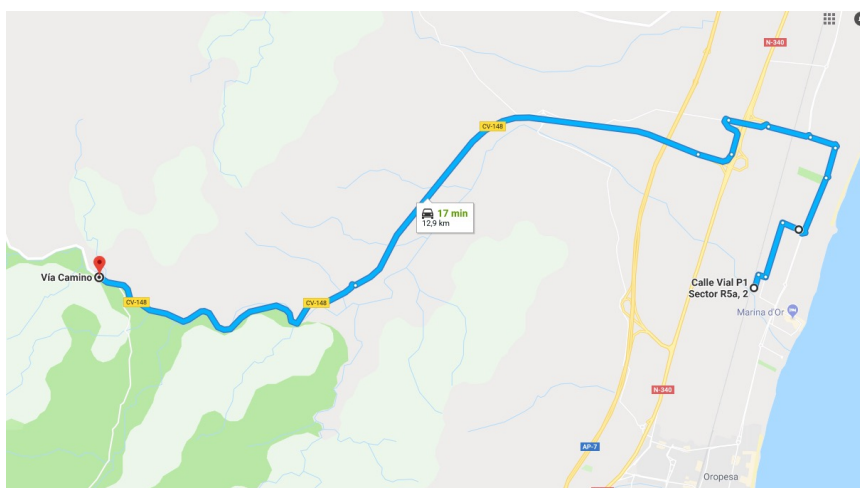 N-340
CV-148
17 min
12,9 km
Vía Camino
CV-148
CV-148
Calle Vial P1
Sector R5a, 2
Marina d'Or
N-340
AP-7
Oropesa